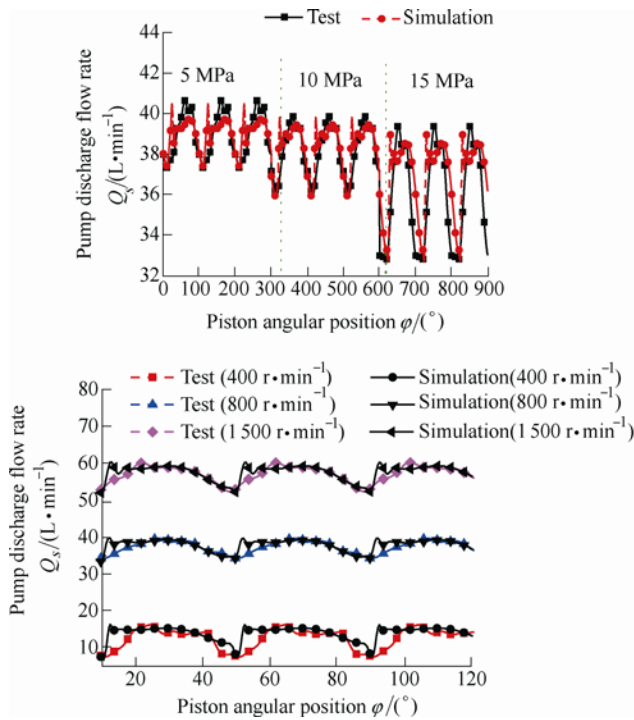 Test Simulation
44
42
40
38
36
34
32
5 MPa 10 MPa 15 MPa
Pump discharge flow rate
Qs/(L•min⁻¹)
0 100 200 300 400 500 600 700 800 900
Piston angular position φ/(°)
Test (400 r•min⁻¹) Simulation(400 r•min⁻¹)
Test (800 r•min⁻¹) Simulation(800 r•min⁻¹)
Test (1 500 r•min⁻¹) Simulation(1 500 r•min⁻¹)
80
70
60
50
40
30
20
10
Pump discharge flow rate
Qs/(L•min⁻¹)
20 40 60 80 100 120
Piston angular position φ/(°)